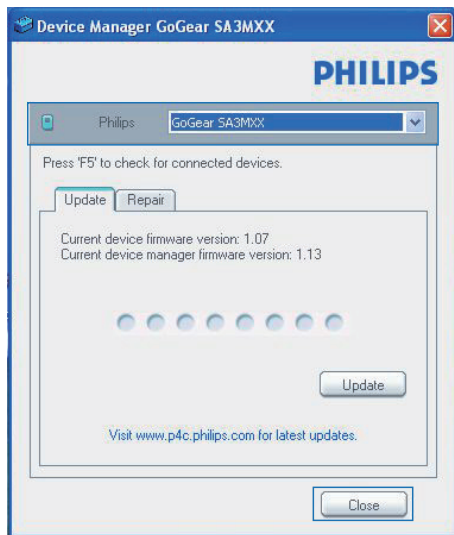 Device Manager GoGear SA3MXX
PHILIPS
Philips GoGear SA3MXX
Press 'F5' to check for connected devices.
Update Repair
Current device firmware version: 1.07
Current device manager firmware version: 1.13
Update
Visit www.p4c.philips.com for latest updates.
Close